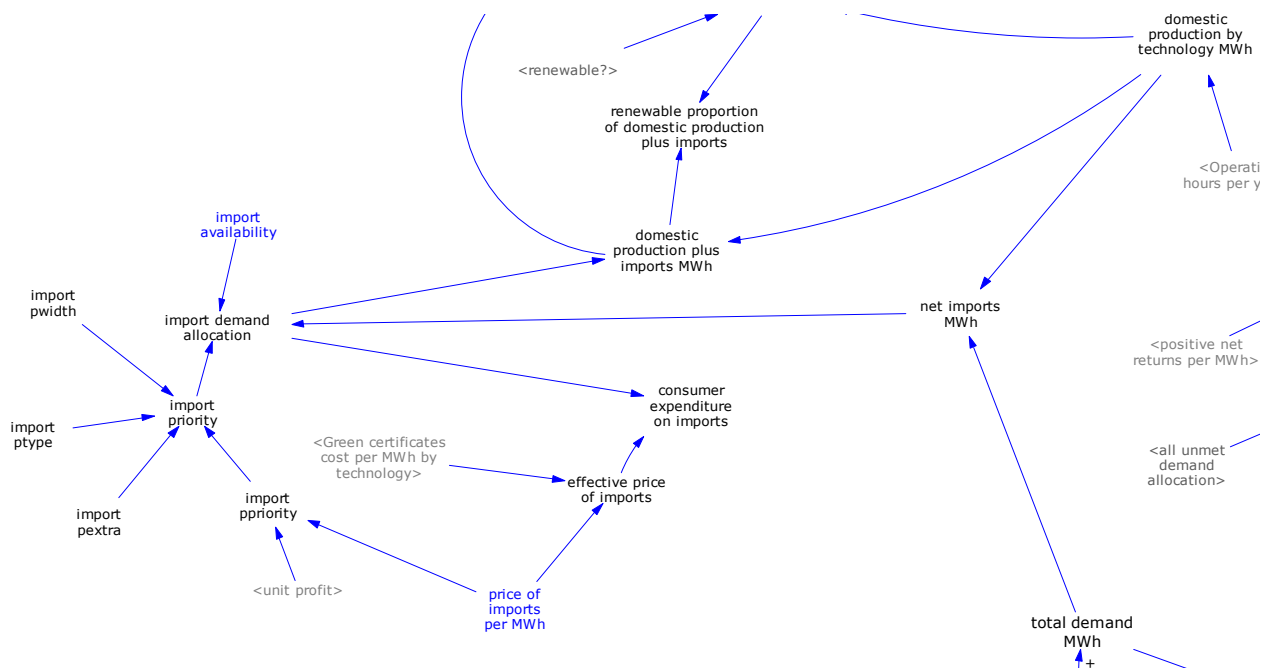 domestic
production by
technology MWh
<renewable?>
renewable proportion
of domestic production
plus imports
<Operati
hours per y
import
availability
domestic
production plus
imports MWh
import
pwidth
import demand
allocation
net imports
MWh
<positive net
returns per MWh>
import
priority
consumer
expenditure
on imports
import
ptype
<Green certificates
cost per MWh by
technology>
<all unmet
demand
allocation>
effective price
of imports
import
ppriority
import
pextra
<unit profit>
price of
imports
per MWh
total demand
MWh
+